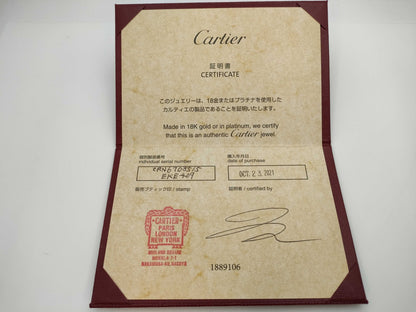 Cartier
証明書
CERTIFICATE
このジュエリーは、18金またはプラチナを使用した
カルティエの製品であることを証明いたします。
Made in 18K gold or in platinum, we certify
that this is an authentic Cartier jewel.
個別製造番号
individual serial number
購入年月日
date of purchase
OCT. 23. 2021
販売ブティック印 / stamp
証明者 / certified by
CARTIER
PARIS
LONDON
NEW YORK
1889106